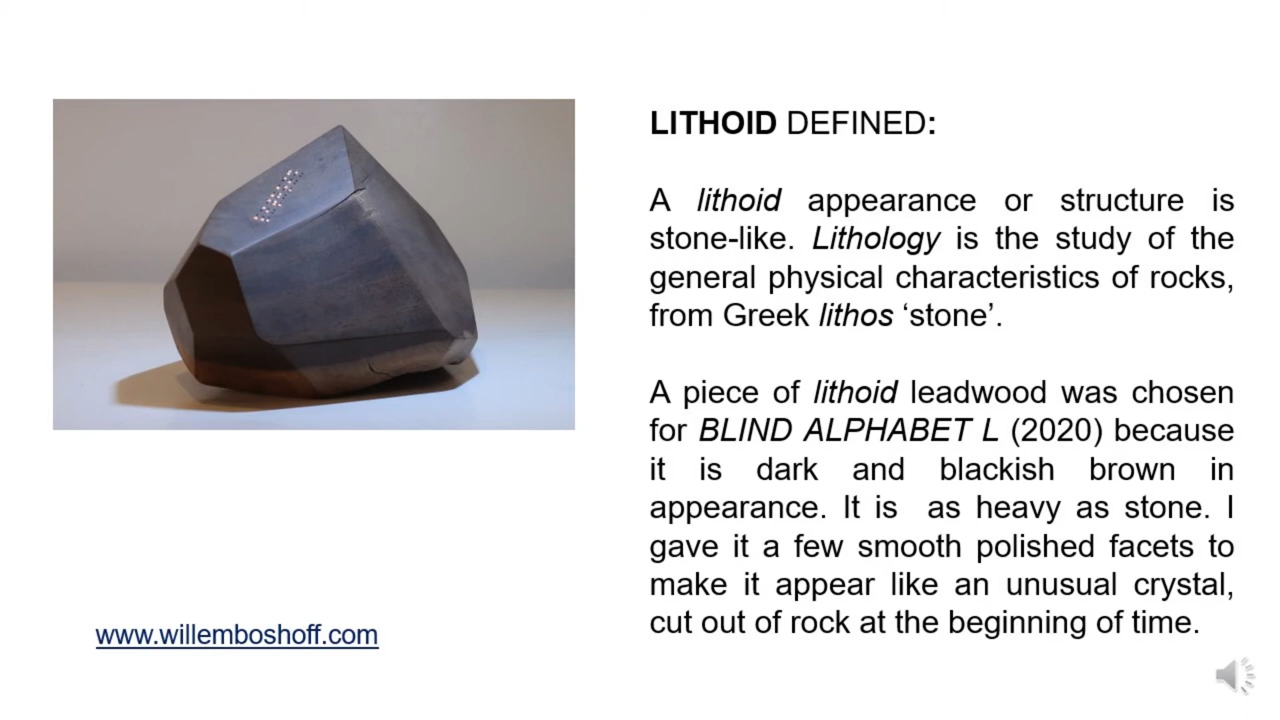 LITHOID DEFINED:
A lithoid appearance or structure is
stone-like. Lithology is the study of the
general physical characteristics of rocks,
from Greek lithos ‘stone’.
A piece of lithoid leadwood was chosen
for BLIND ALPHABET L (2020) because
it is dark and blackish brown in
appearance. It is as heavy as stone. I
gave it a few smooth polished facets to
make it appear like an unusual crystal,
cut out of rock at the beginning of time.
www.willemboshoff.com